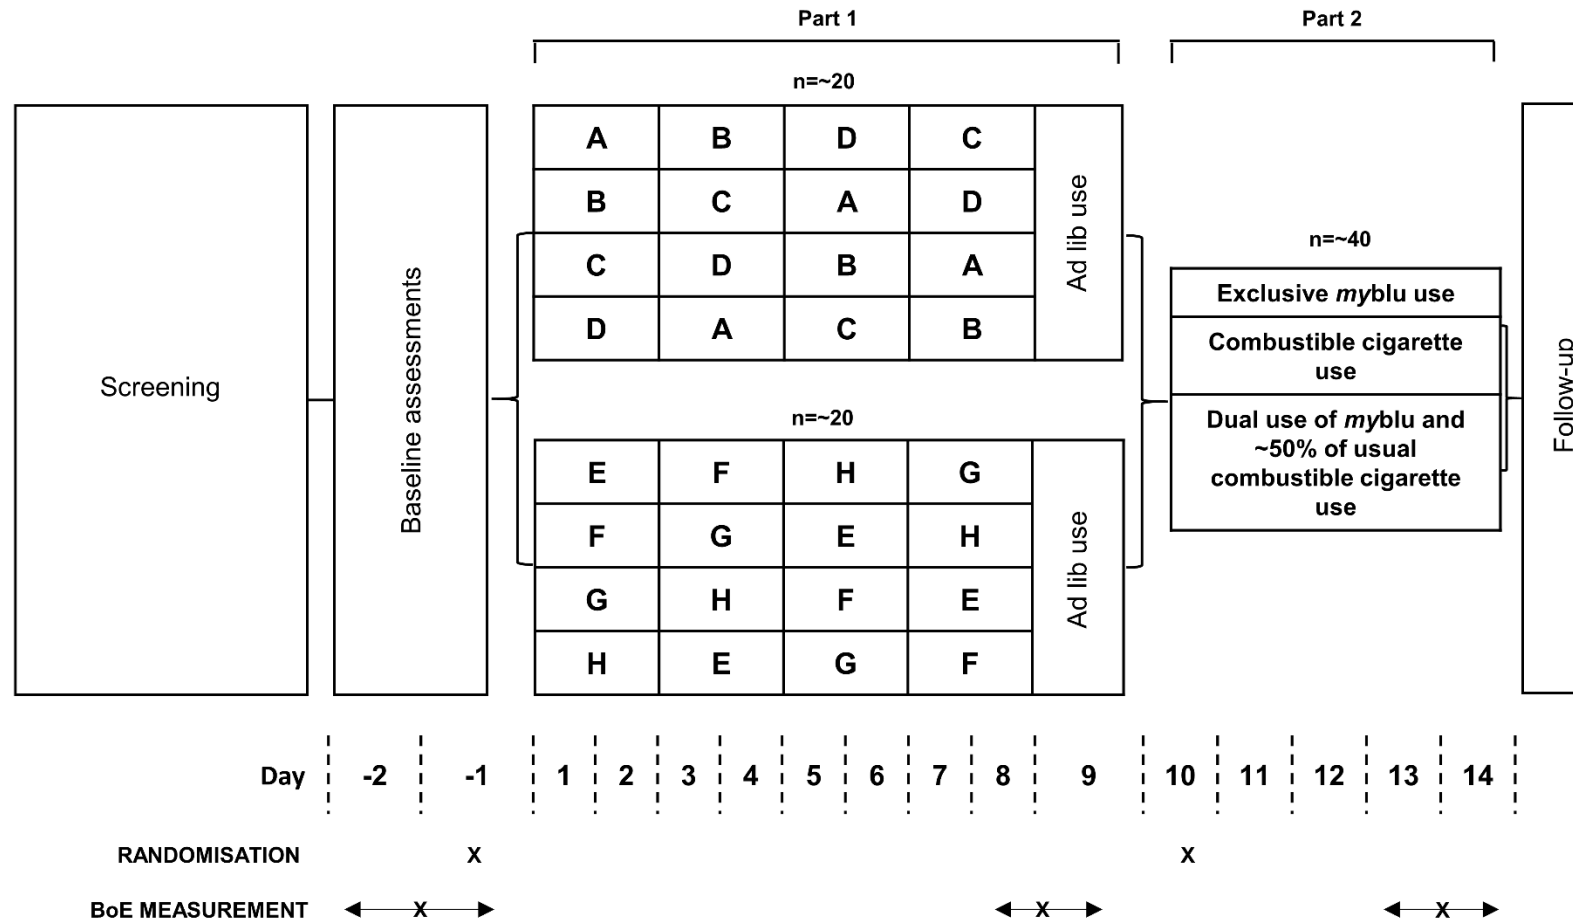 Part 1
Part 2
n=~20
A B D C
B C A D
C D B A
D A C B
Ad lib use
Screening
Baseline assessments
n=~20
E F H G
F G E H
G H F E
H E G F
Ad lib use
n=~40
Exclusive myblu use
Combustible cigarette
use
Dual use of myblu and
~50% of usual
combustible cigarette
use
Follow-up
Day -2 -1 1 2 3 4 5 6 7 8 9 10 11 12 13 14
RANDOMISATION X X
BoE MEASUREMENT X X X